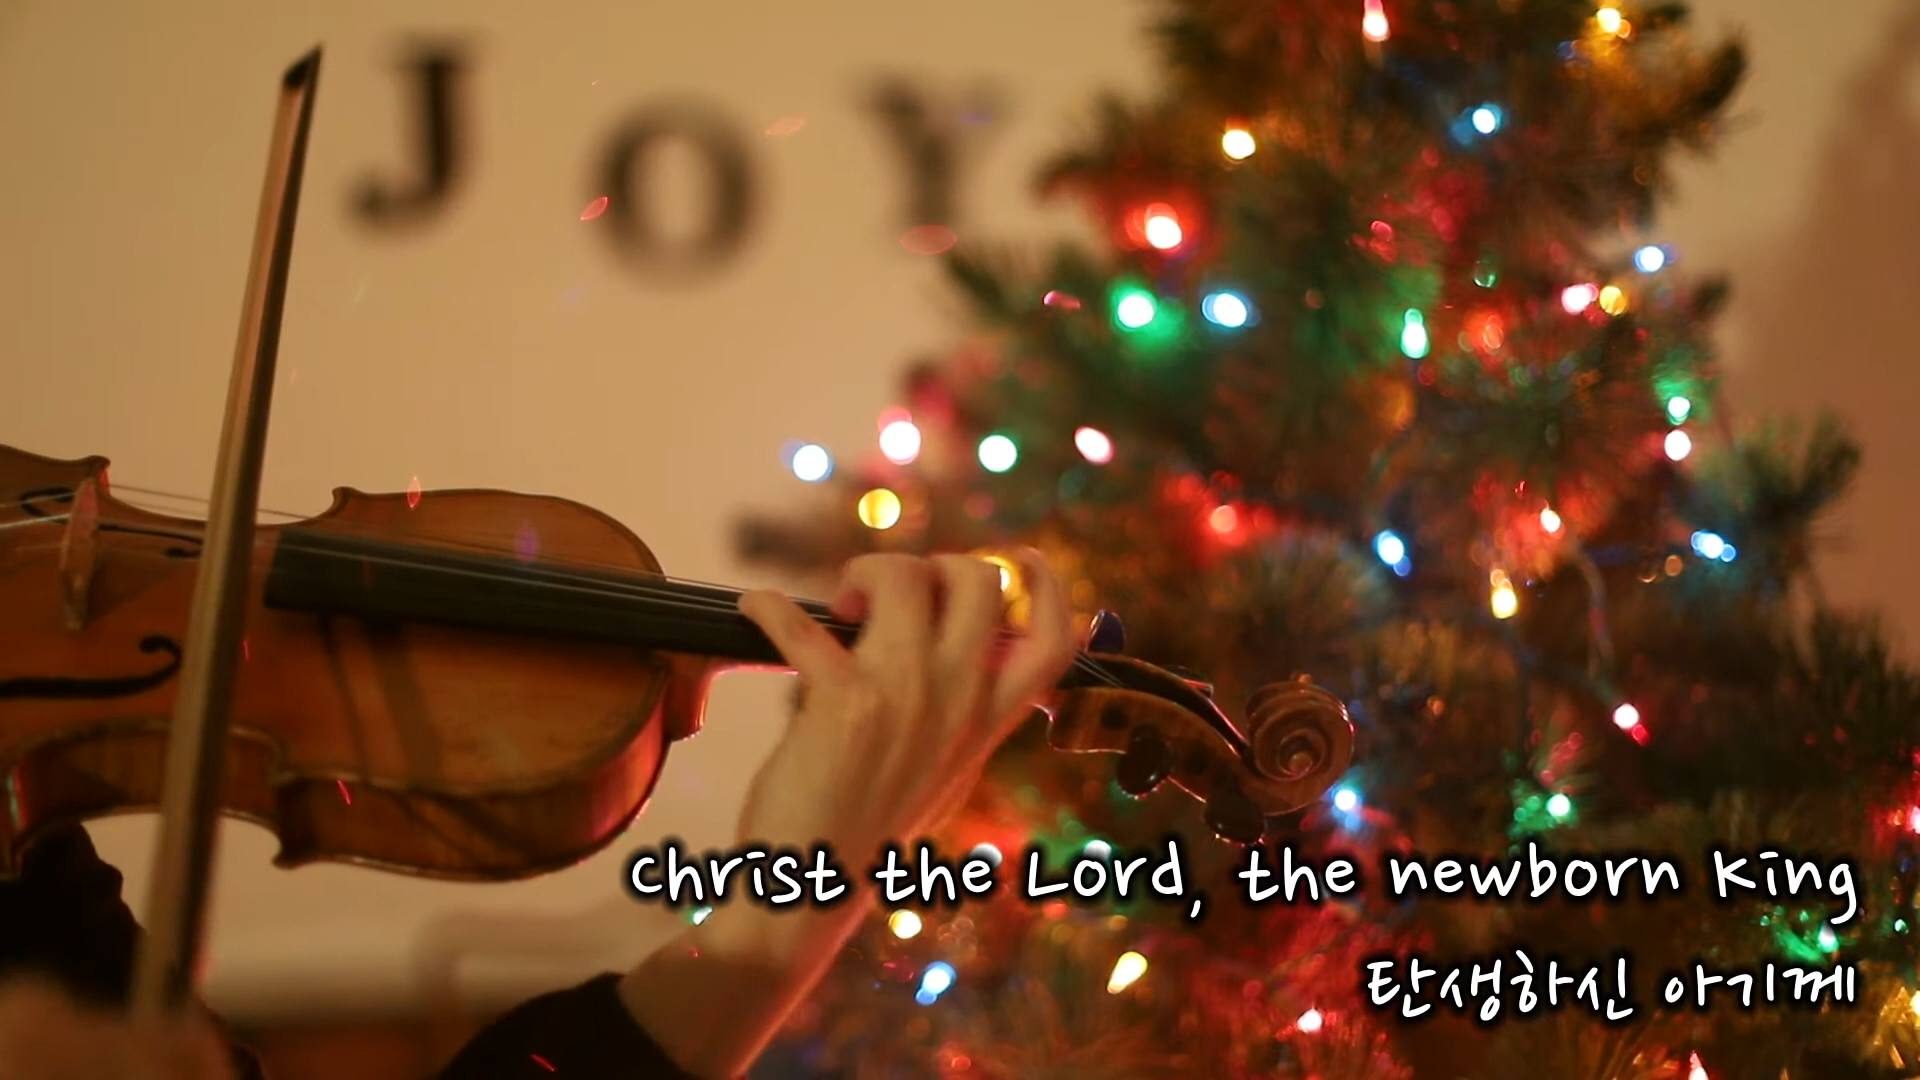 JOY
Christ the Lord, the newborn King
탄생하신 아기께